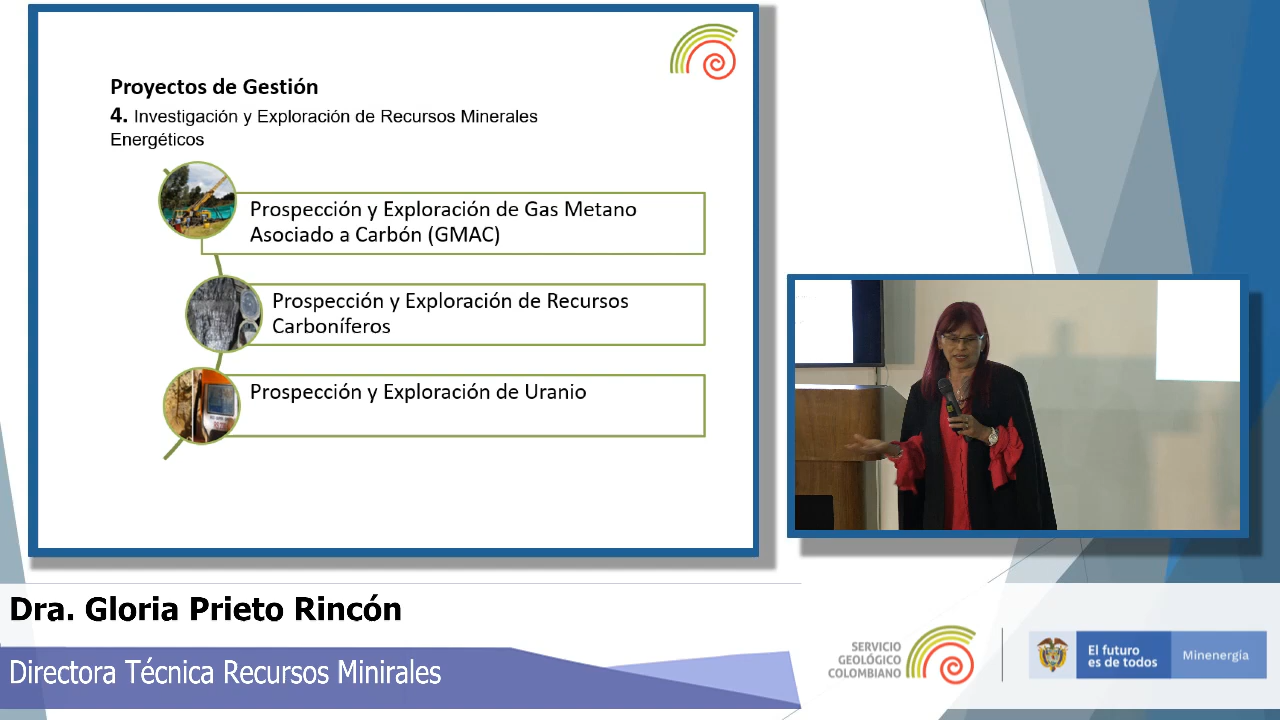 Proyectos de Gestión
4. Investigación y Exploración de Recursos Minerales
Energéticos
Prospección y Exploración de Gas Metano
Asociado a Carbón (GMAC)
Prospección y Exploración de Recursos
Carboníferos
Prospección y Exploración de Uranio
Dra. Gloria Prieto Rincón
Directora Técnica Recursos Minirales
SERVICIO
GEOLÓGICO
COLOMBIANO
El futuro
es de todos
Minenergía